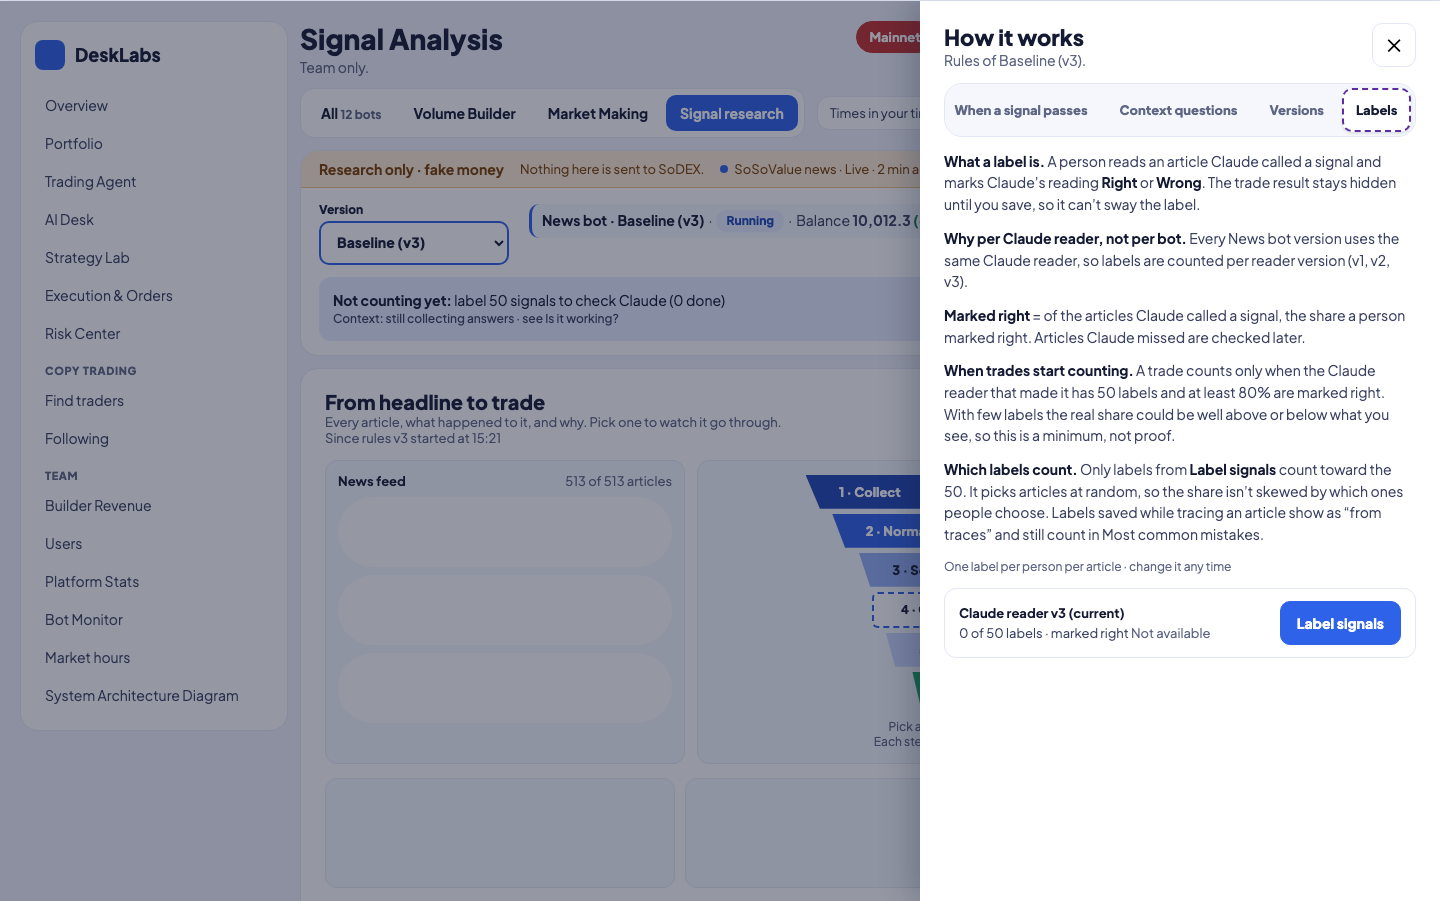 DeskLabs
Overview
Portfolio
Trading Agent
AI Desk
Strategy Lab
Execution & Orders
Risk Center
COPY TRADING
Find traders
Following
TEAM
Builder Revenue
Users
Platform Stats
Bot Monitor
Market hours
System Architecture Diagram
Signal Analysis
Team only.
Mainnet
All 12 bots
Volume Builder
Market Making
Signal research
Times in your
Research only · fake money
Nothing here is sent to SoDEX.
SoSoValue news · Live · 2 min
Version
Baseline (v3)
News bot · Baseline (v3) · Running · Balance 10,012.3 (
Not counting yet: label 50 signals to check Claude (0 done)
Context: still collecting answers · see Is it working?
From headline to trade
Every article, what happened to it, and why. Pick one to watch it go through.
Since rules v3 started at 15:21
News feed
513 of 513 articles
1 · Collect
2 ·
3 ·
4 ·
Pick
Each
How it works
Rules of Baseline (v3).
When a signal passes
Context questions
Versions
Labels
What a label is. A person reads an article Claude called a signal and
marks Claude's reading Right or Wrong. The trade result stays hidden
until you save, so it can't sway the label.
Why per Claude reader, not per bot. Every News bot version uses the
same Claude reader, so labels are counted per reader version (v1, v2,
v3).
Marked right = of the articles Claude called a signal, the share a person
marked right. Articles Claude missed are checked later.
When trades start counting. A trade counts only when the Claude
reader that made it has 50 labels and at least 80% are marked right.
With few labels the real share could be well above or below what you
see, so this is a minimum, not proof.
Which labels count. Only labels from Label signals count toward the
50. It picks articles at random, so the share isn't skewed by which ones
people choose. Labels saved while tracing an article show as “from
traces” and still count in Most common mistakes.
One label per person per article · change it any time
Claude reader v3 (current)
0 of 50 labels · marked right Not available
Label signals